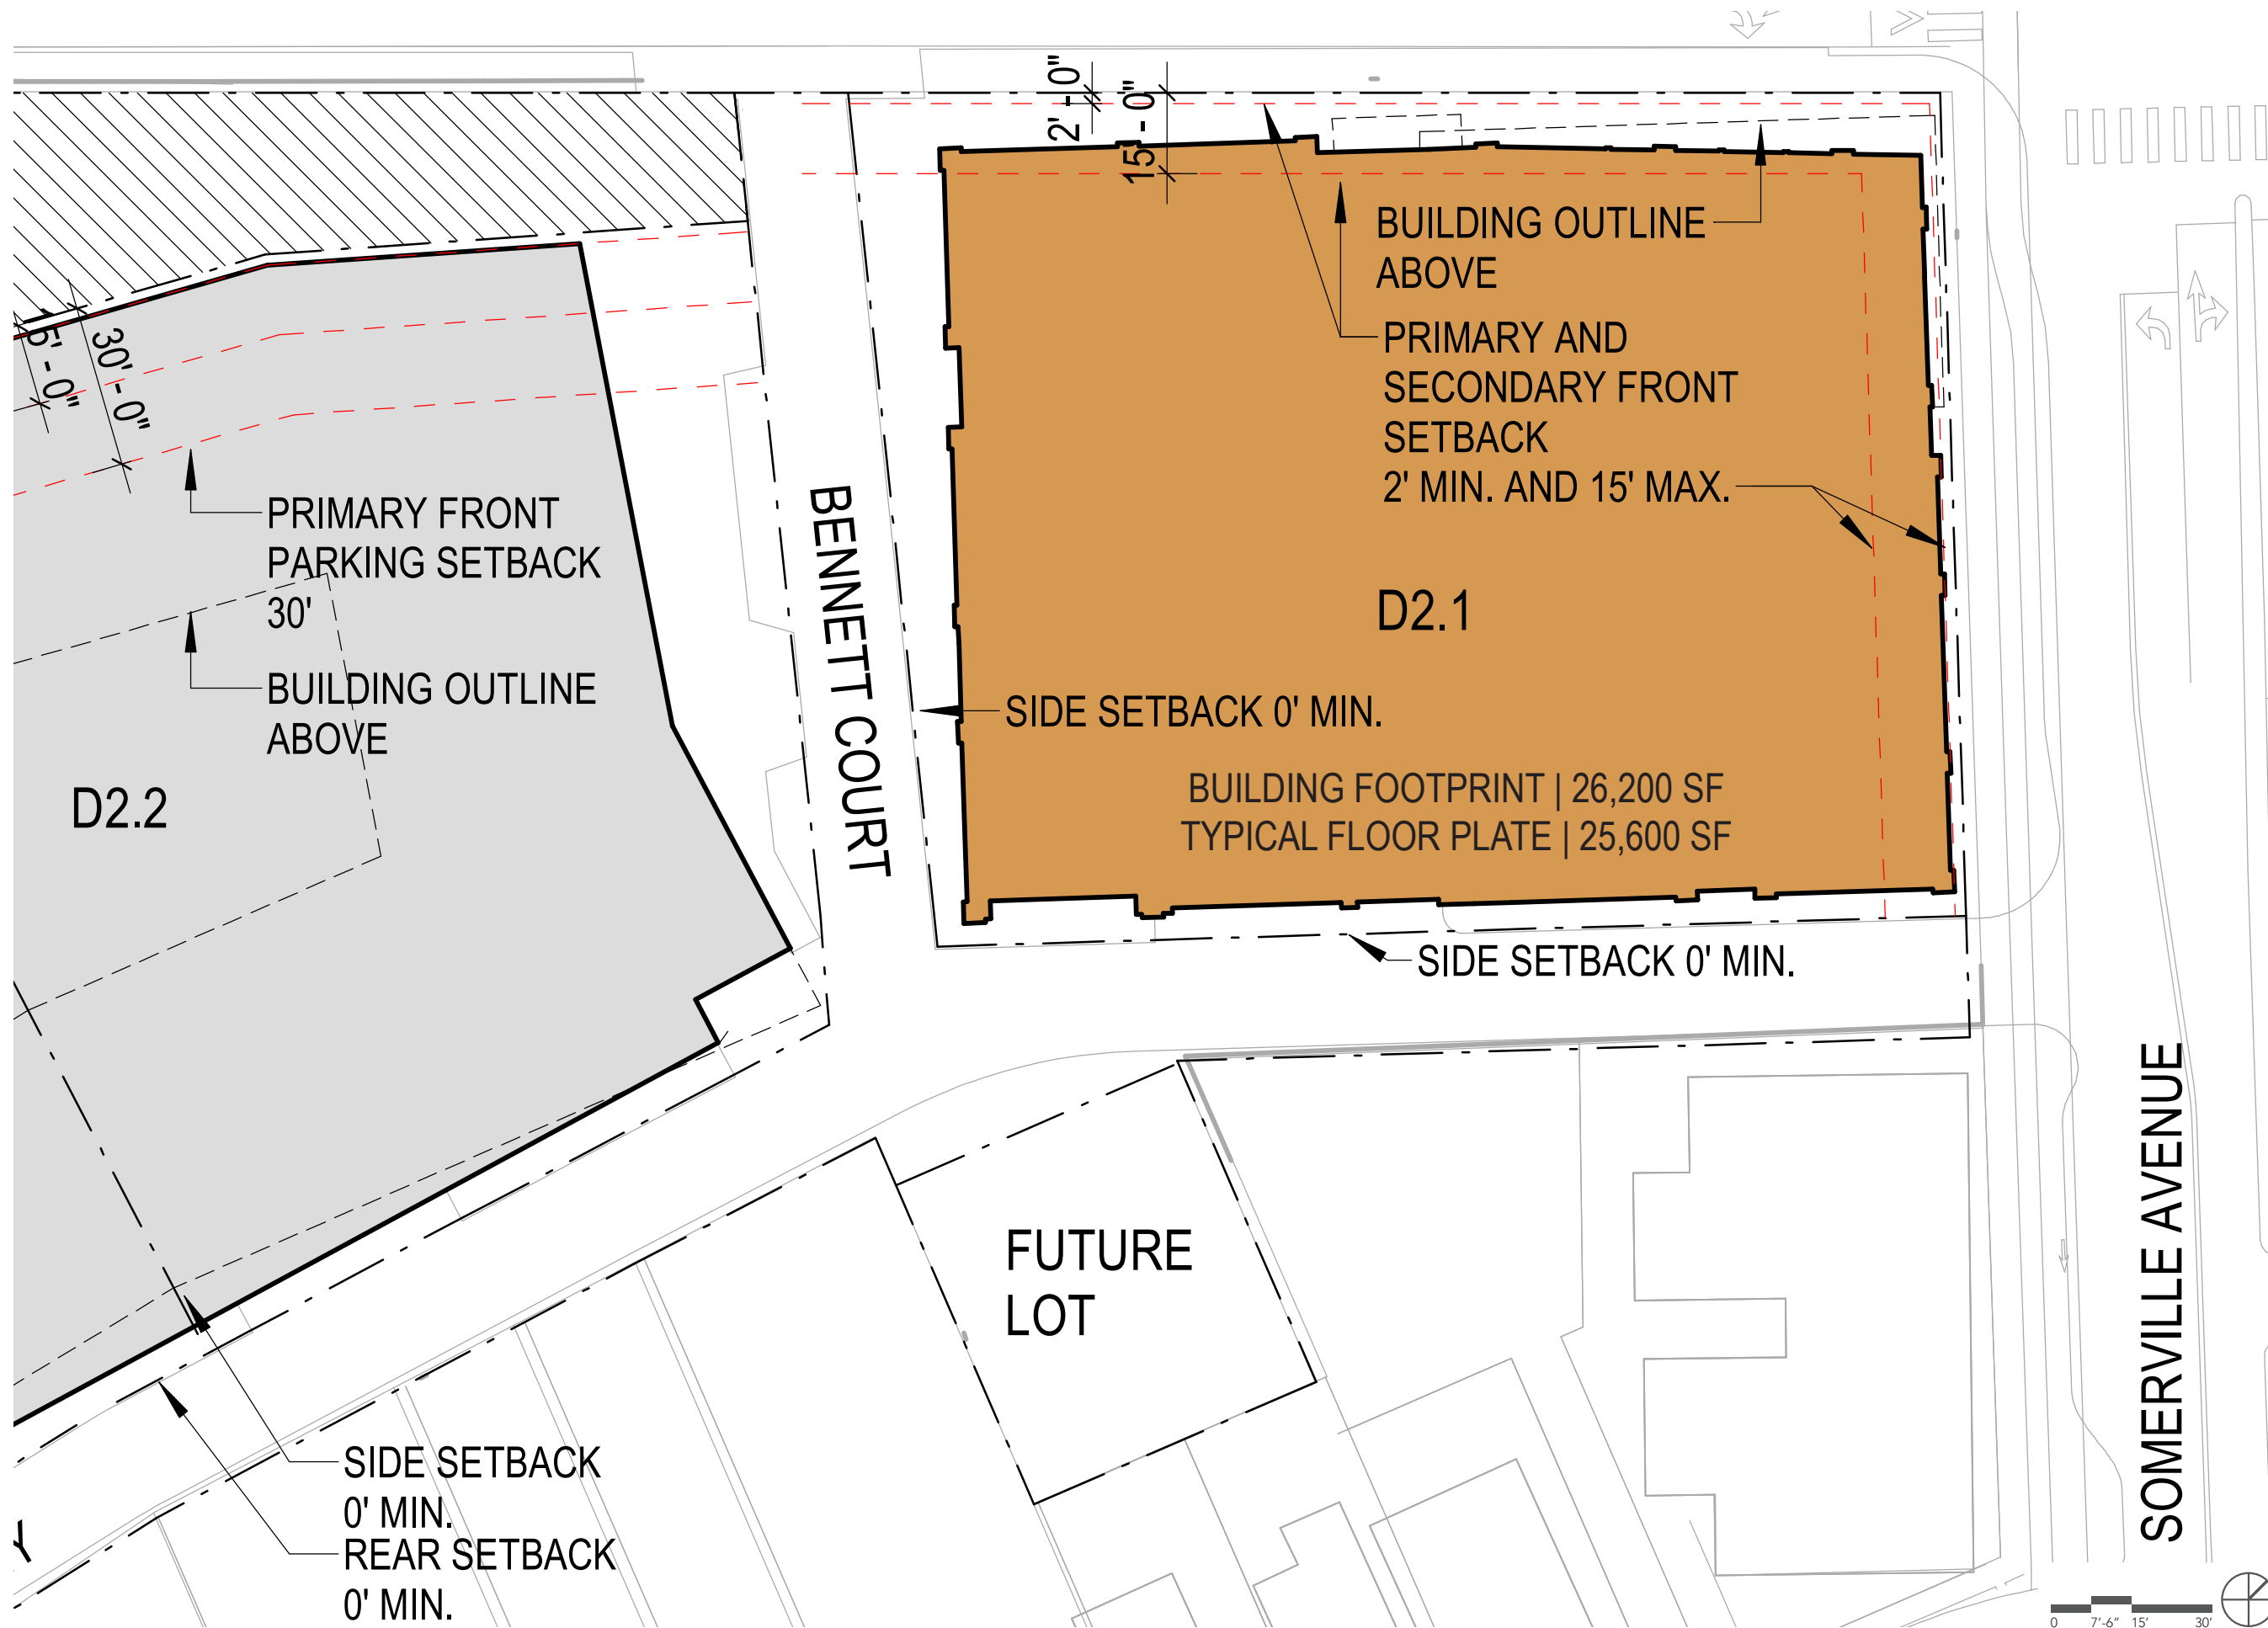 2' - 0"
15' - 0"
BUILDING OUTLINE
ABOVE
PRIMARY AND
SECONDARY FRONT
SETBACK
2' MIN. AND 15' MAX.
30' - 0"
PRIMARY FRONT
PARKING SETBACK
30'
BUILDING OUTLINE
ABOVE
D2.2
BENNETT COURT
D2.1
SIDE SETBACK 0' MIN.
BUILDING FOOTPRINT | 26,200 SF
TYPICAL FLOOR PLATE | 25,600 SF
SIDE SETBACK 0' MIN.
FUTURE
LOT
SOMERVILLE AVENUE
SIDE SETBACK
0' MIN.
REAR SETBACK
0' MIN.
0 7'-6" 15' 30'